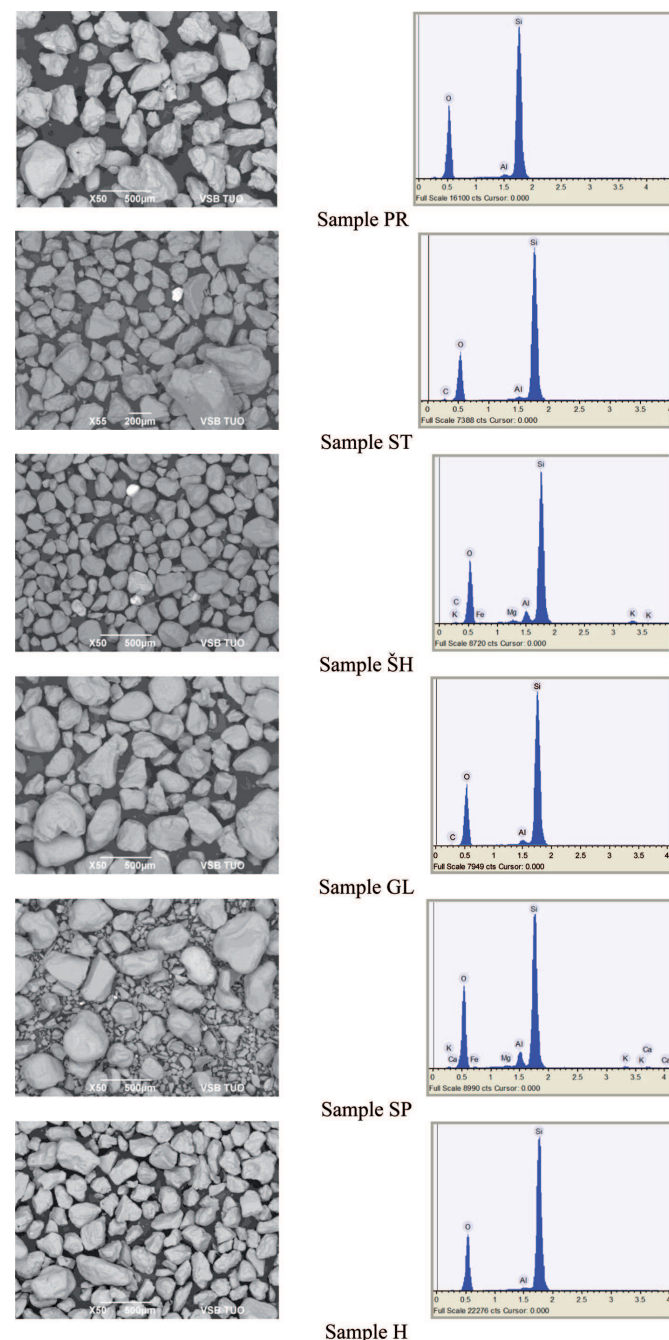 X50 500µm VSB TUO
Si
O
Al
0 0.5 1 1.5 2 2.5 3 3.5 4
Full Scale 16100 cts Cursor: 0.000
Sample PR
X55 200µm VSB TUO
Si
O
C Al
0 0.5 1 1.5 2 2.5 3 3.5 4
Full Scale 7388 cts Cursor: 0.000
Sample ST
X50 500µm VSB TUO
Si
O
C Al
K Fe Mg K K
0 0.5 1 1.5 2 2.5 3 3.5 4
Full Scale 8720 cts Cursor: 0.000
Sample ŠH
X50 500µm VSB TUO
Si
O
C Al
0 0.5 1 1.5 2 2.5 3 3.5 4
Full Scale 7949 cts Cursor: 0.000
Sample GL
X50 500µm VSB TUO
Si
O
K Al Ca
Ca Fe Mg K K Ca
0 0.5 1 1.5 2 2.5 3 3.5 4
Full Scale 8990 cts Cursor: 0.000
Sample SP
X50 500µm VSB TUO
Si
O
Al
0 0.5 1 1.5 2 2.5 3 3.5 4
Full Scale 22276 cts Cursor: 0.000
Sample H